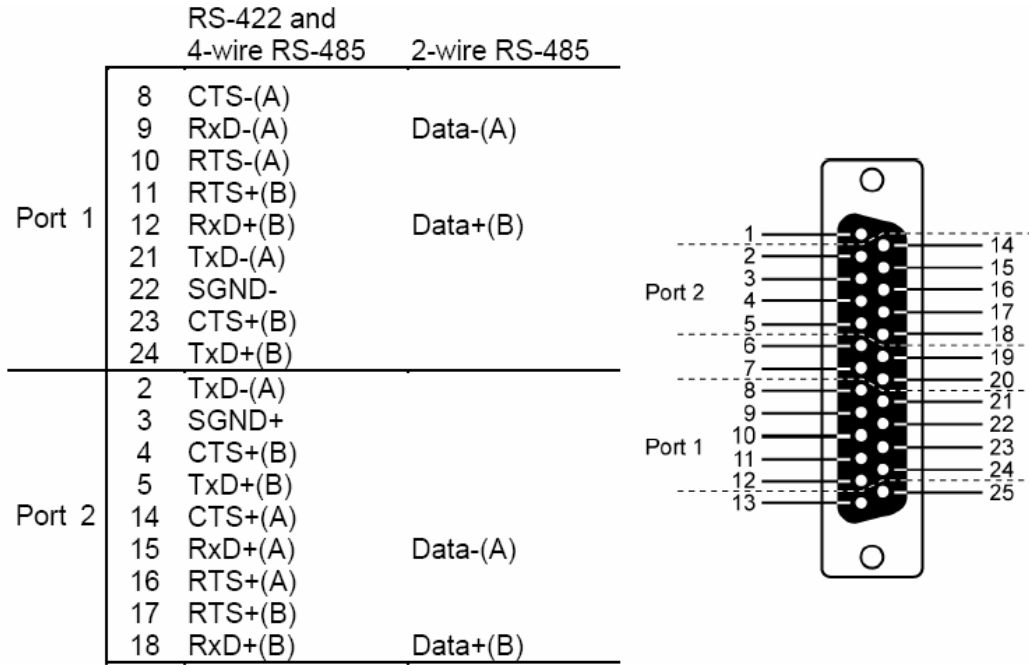 RS-422 and
4-wire RS-485 2-wire RS-485
8 CTS-(A)
9 RxD-(A) Data-(A)
10 RTS-(A)
11 RTS+(B)
Port 1 12 RxD+(B) Data+(B)
21 TxD-(A)
22 SGND-
23 CTS+(B)
24 TxD+(B)
2 TxD-(A)
3 SGND+
4 CTS+(B)
5 TxD+(B)
Port 2 14 CTS+(A)
15 RxD+(A) Data-(A)
16 RTS+(A)
17 RTS+(B)
18 RxD+(B) Data+(B)
1
14
2
15
3
Port 2 16
4
17
5
18
6
19
7
20
8
21
9
22
10
Port 1 23
11
24
12
25
13